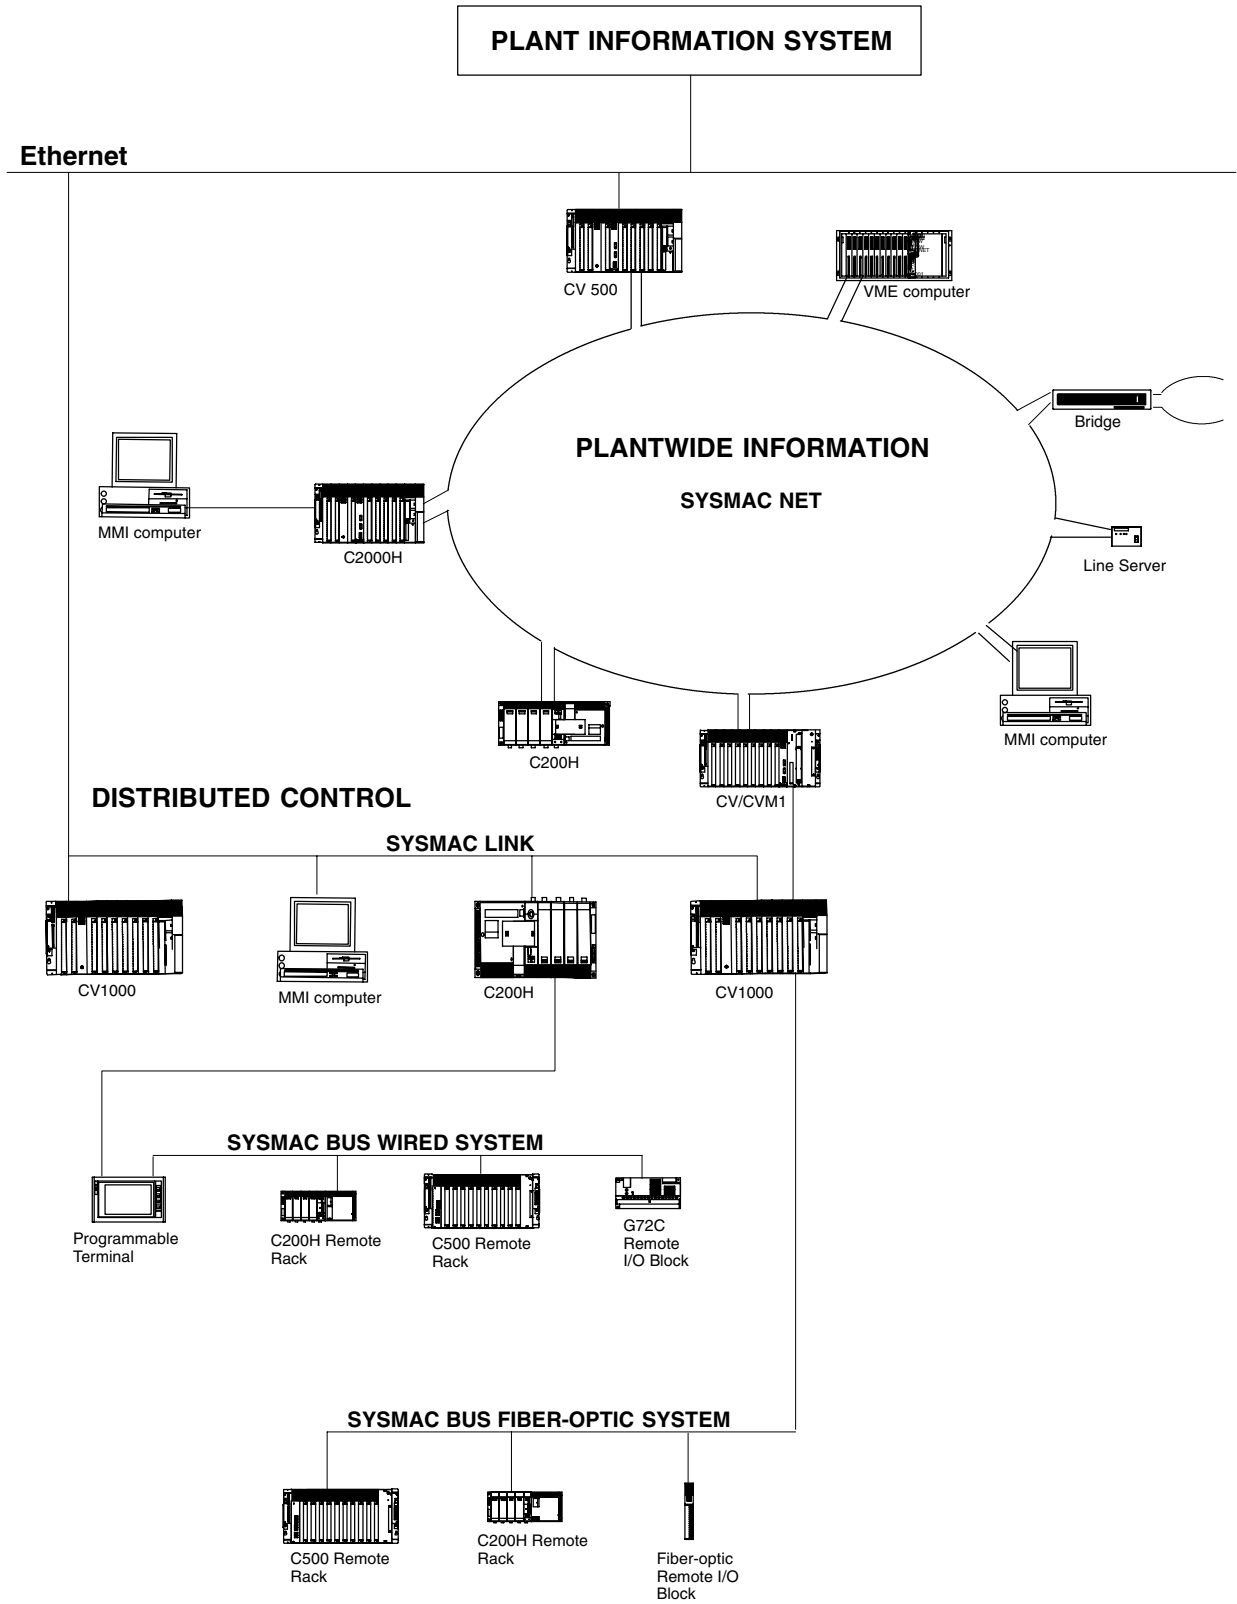 PLANT INFORMATION SYSTEM
Ethernet
CV 500
VME computer
Bridge
PLANTWIDE INFORMATION
SYSMAC NET
MMI computer
C2000H
Line Server
MMI computer
C200H
CV/CVM1
DISTRIBUTED CONTROL
SYSMAC LINK
CV1000
MMI computer
C200H
CV1000
SYSMAC BUS WIRED SYSTEM
Programmable
Terminal
C200H Remote
Rack
C500 Remote
Rack
G72C
Remote
I/O Block
SYSMAC BUS FIBER-OPTIC SYSTEM
C500 Remote
Rack
C200H Remote
Rack
Fiber-optic
Remote I/O
Block